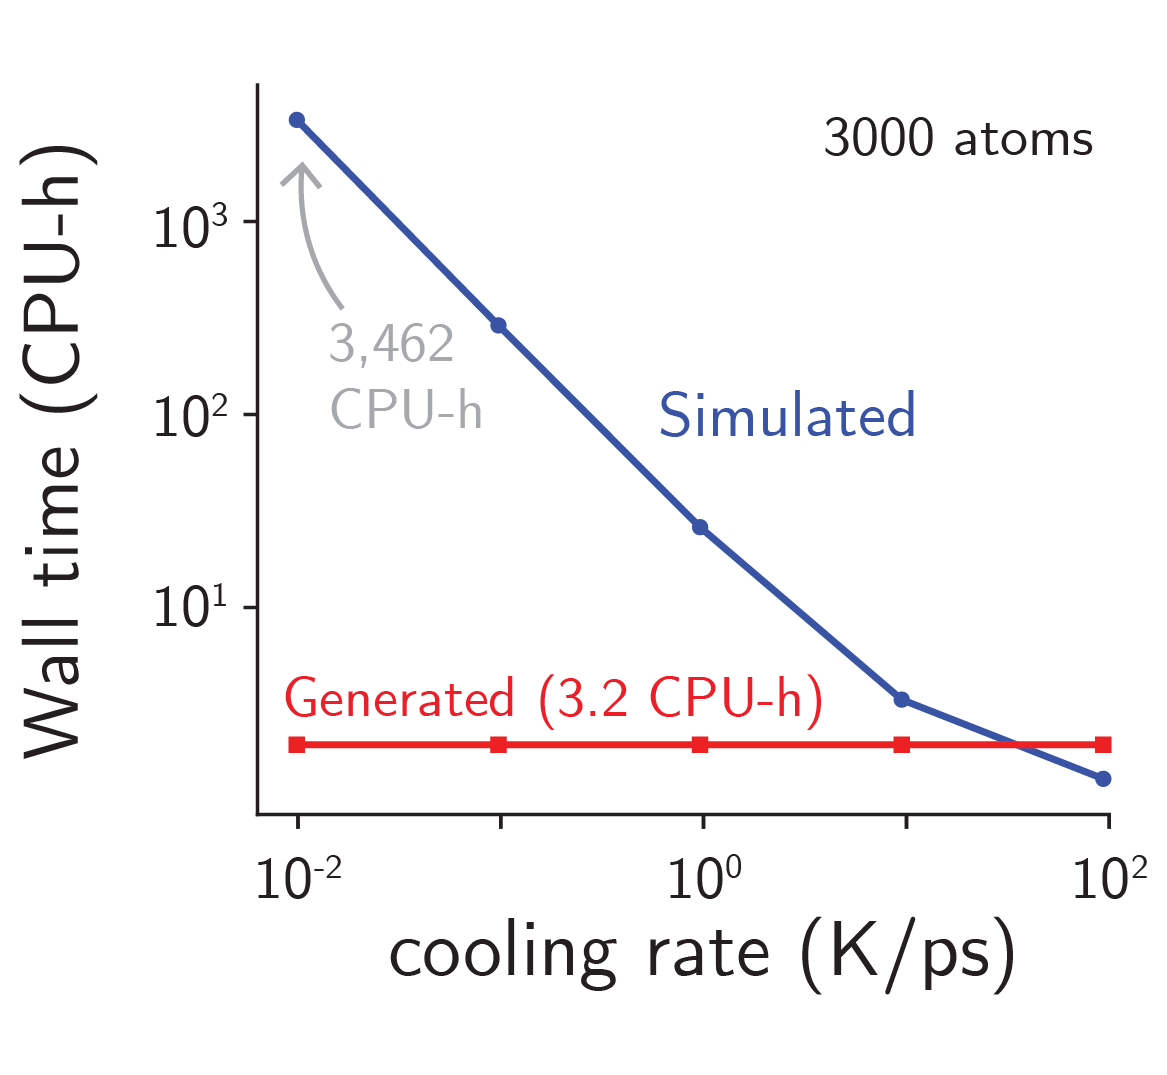 3000 atoms
Wall time (CPU-h)
10³
10²
10¹
3,462
CPU-h
Simulated
Generated (3.2 CPU-h)
10⁻²
10⁰
10²
cooling rate (K/ps)